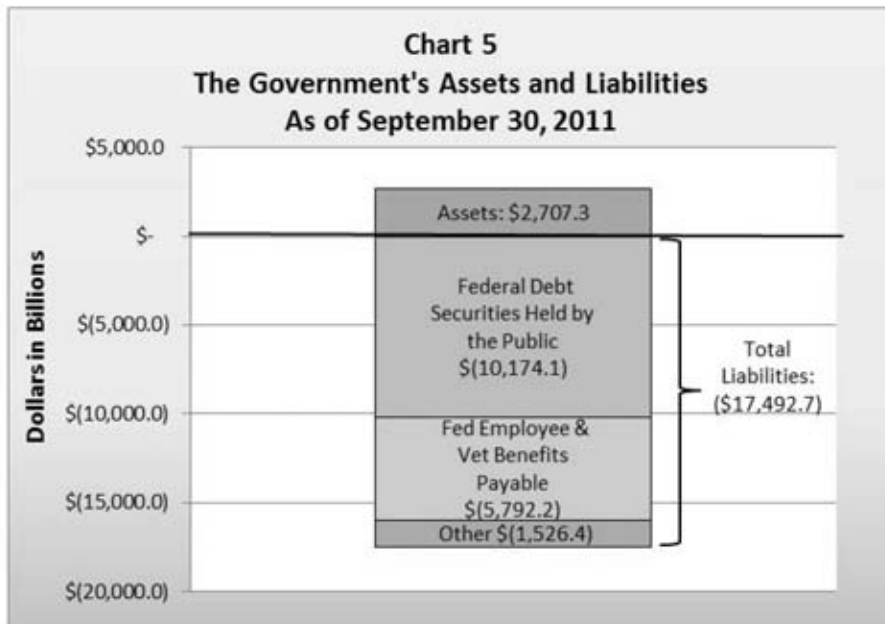 Chart 5
The Government's Assets and Liabilities
As of September 30, 2011
Dollars in Billions
$5,000.0
$-
$(5,000.0)
$(10,000.0)
$(15,000.0)
$(20,000.0)
Assets: $2,707.3
Federal Debt
Securities Held by
the Public
$(10,174.1)
Fed Employee &
Vet Benefits
Payable
$(5,792.2)
Other $(1,526.4)
Total
Liabilities:
($17,492.7)